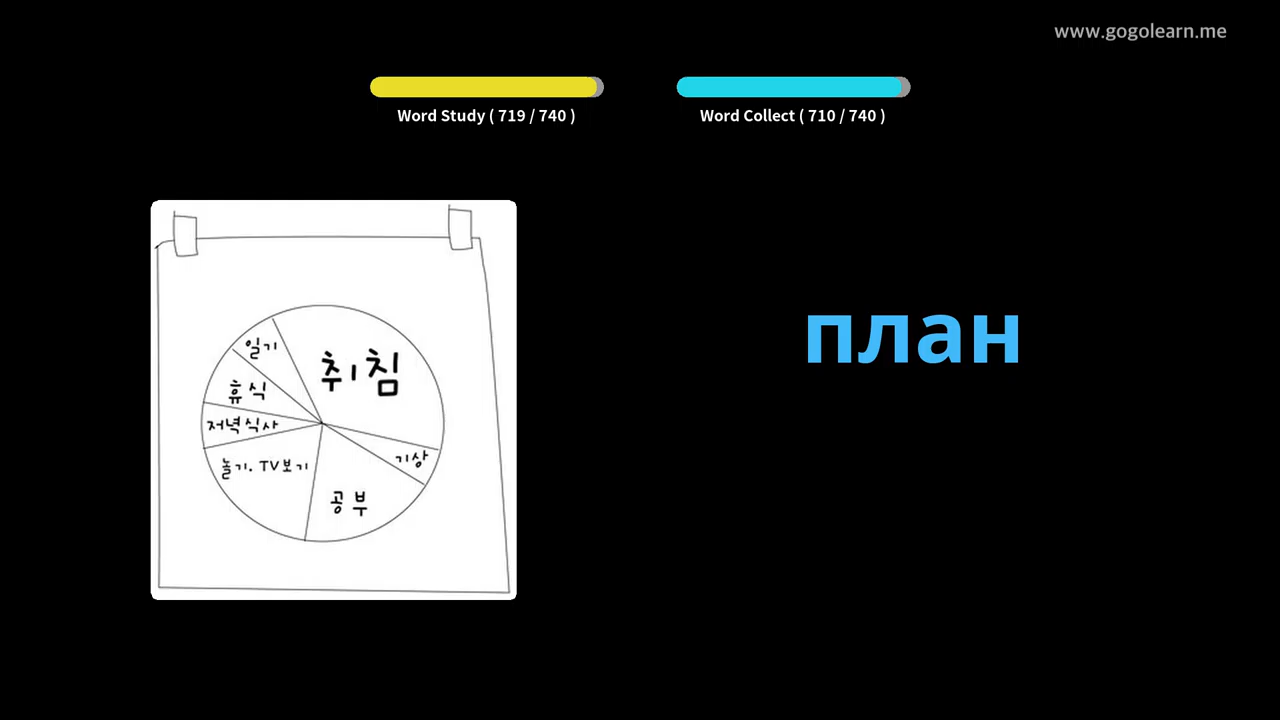 www.gogolearn.me
Word Study ( 719 / 740 )
Word Collect ( 710 / 740 )
일기
취침
휴식
저녁식사
놀기. TV보기
기상
공부
план